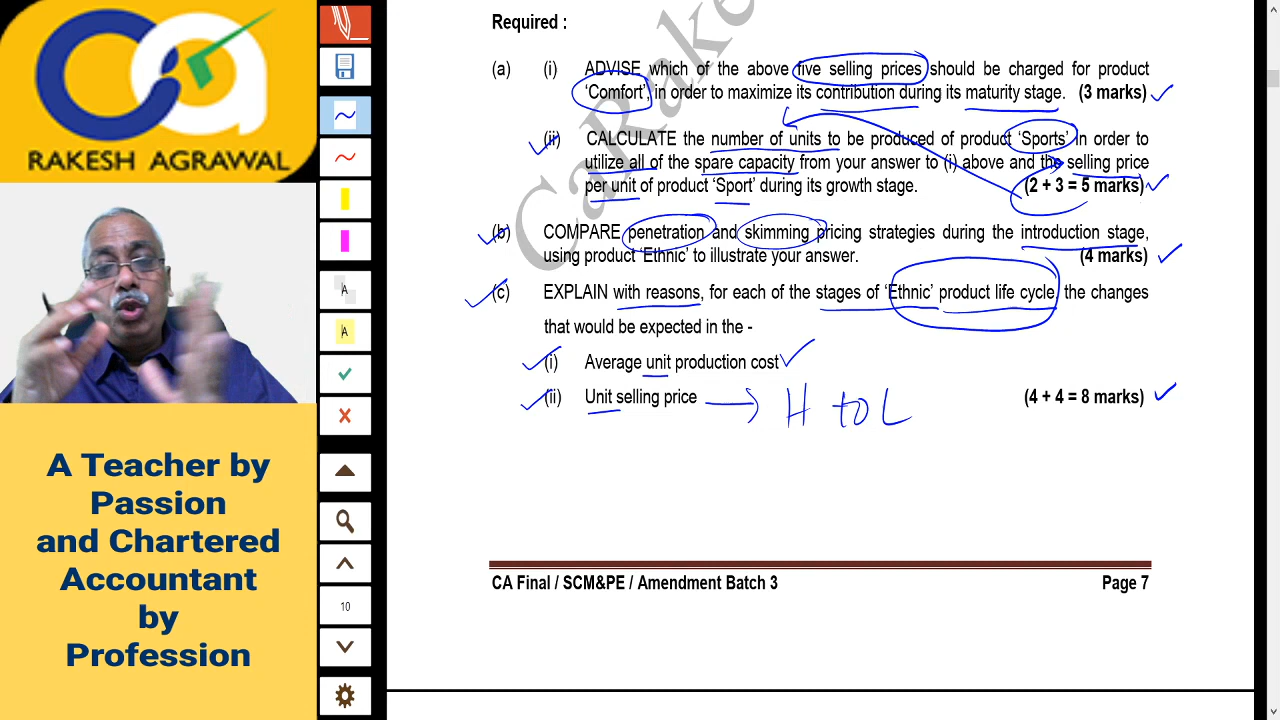 RAKESH AGRAWAL
A Teacher by
Passion
and Chartered
Accountant
by
Profession
A
A
10
CaRake
Required :
(a) (i) ADVISE which of the above five selling prices should be charged for product
'Comfort', in order to maximize its contribution during its maturity stage. (3 marks)
(ii) CALCULATE the number of units to be produced of product 'Sports' in order to
utilize all of the spare capacity from your answer to (i) above and the selling price
per unit of product 'Sport' during its growth stage. (2 + 3 = 5 marks)
(b) COMPARE penetration and skimming pricing strategies during the introduction stage,
using product 'Ethnic' to illustrate your answer. (4 marks)
(c) EXPLAIN with reasons, for each of the stages of 'Ethnic' product life cycle, the changes
that would be expected in the -
(i) Average unit production cost
(ii) Unit selling price → H to L (4 + 4 = 8 marks)
CA Final / SCM&PE / Amendment Batch 3 Page 7